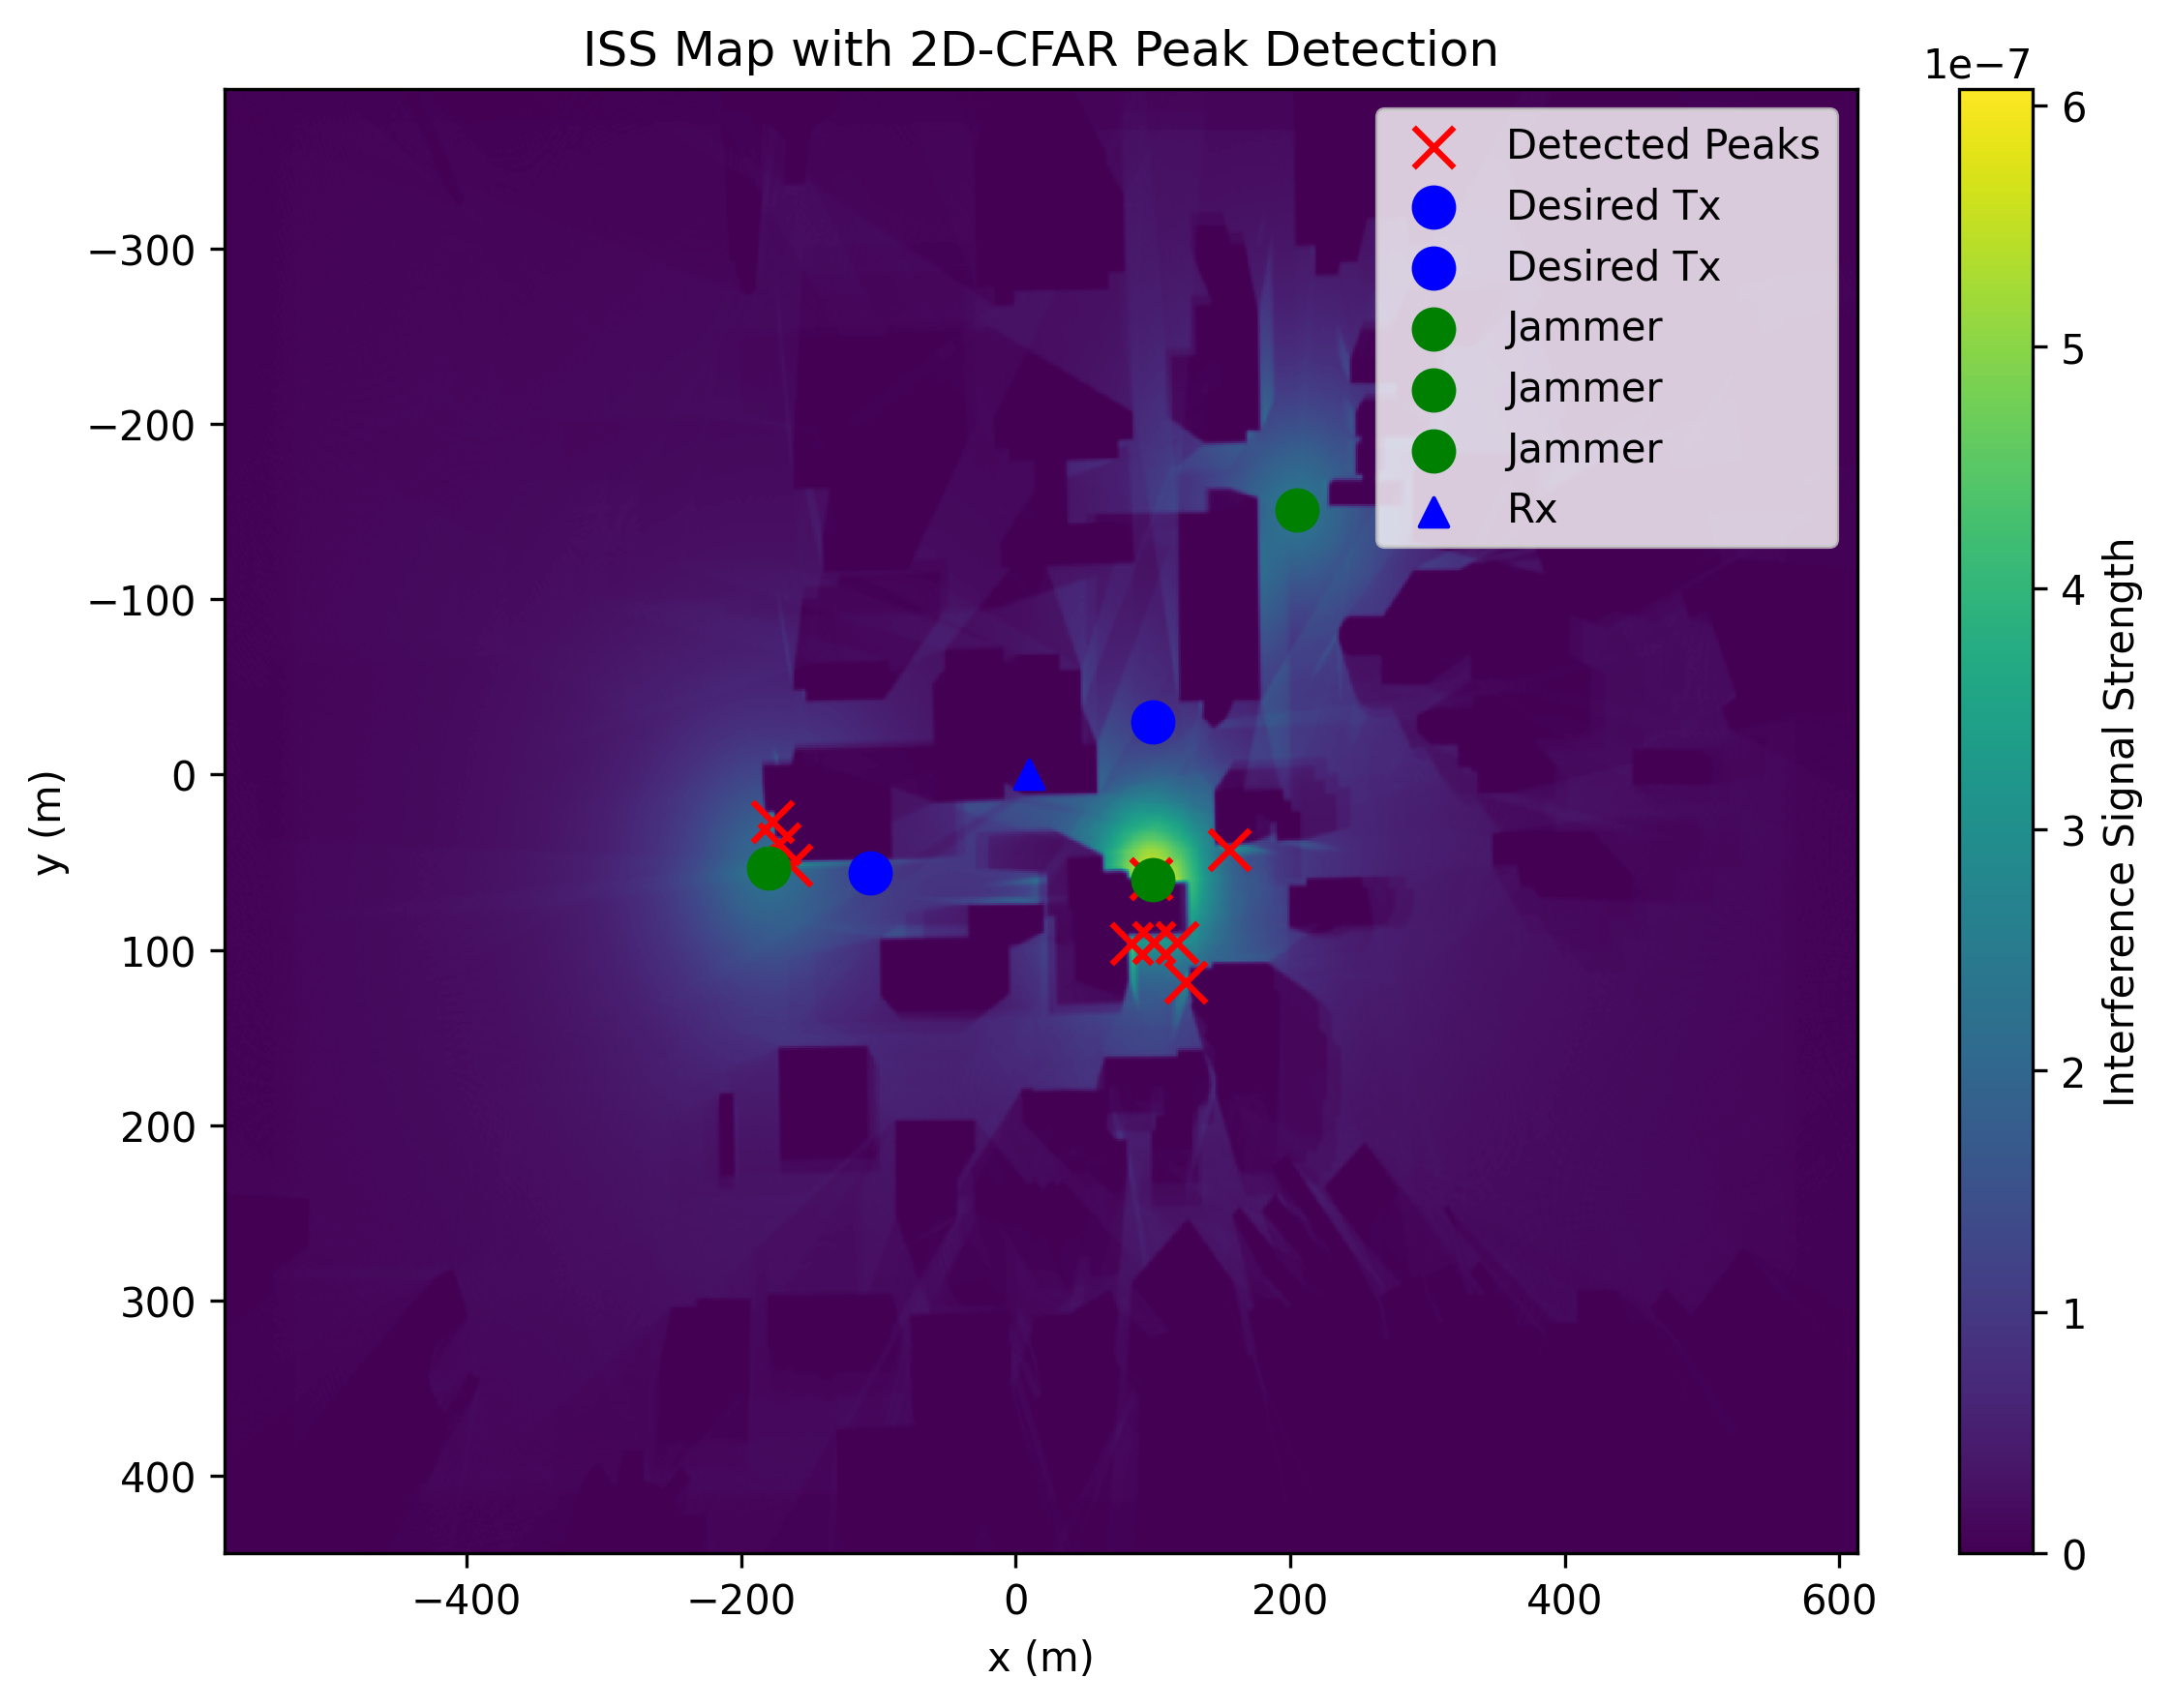 ISS Map with 2D-CFAR Peak Detection
1e−7
Detected Peaks
Desired Tx
Desired Tx
Jammer
Jammer
Jammer
Rx
−300
−200
−100
0
100
200
300
400
y (m)
−400
−200
0
200
400
600
x (m)
6
5
4
3
2
1
0
Interference Signal Strength